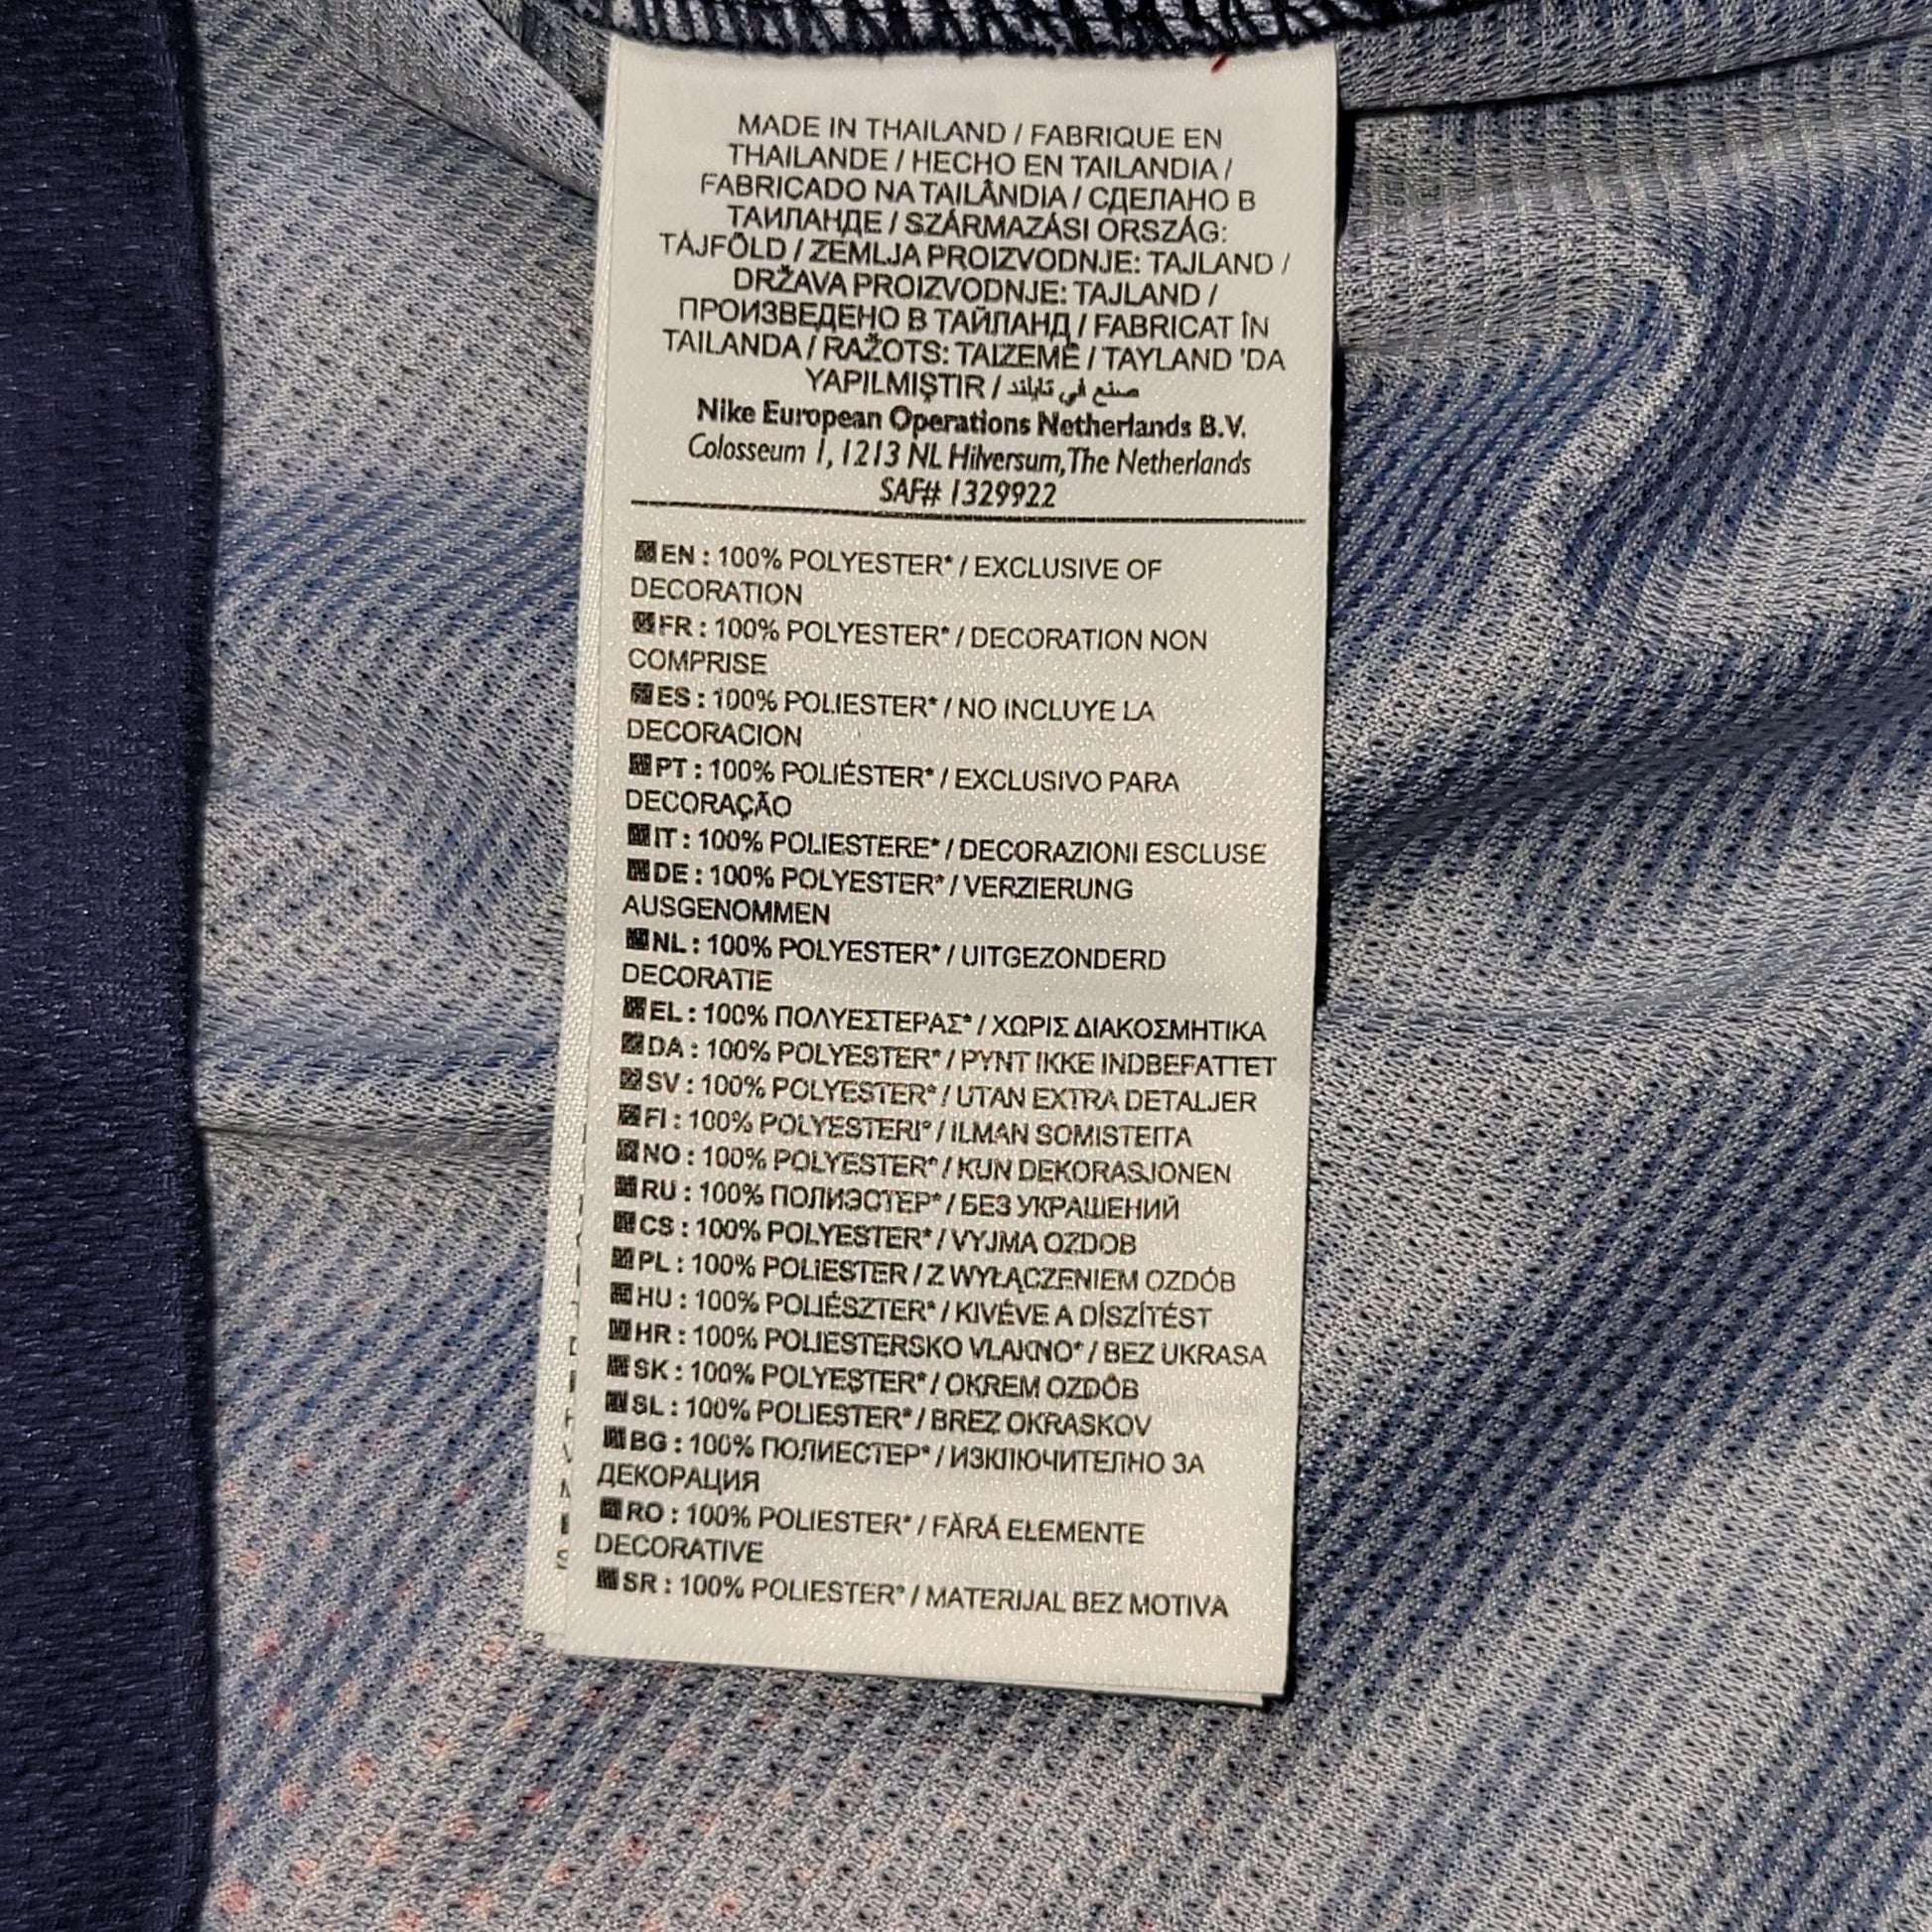 MADE IN THAILAND / FABRIQUE EN
THAILANDE / HECHO EN TAILANDIA /
FABRICADO NA TAILÂNDIA / СДЕЛАНО В
ТАИЛАНДЕ / SZÁRMAZÁSI ORSZÁG:
TÁJFÖLD / ZEMLJA PROIZVODNJE: TAJLAND /
DRŽAVA PROIZVODNJE: TAJLAND /
ПРОИЗВЕДЕНО В ТАЙЛАНД / FABRICAT ÎN
TAILANDA / RAŽOTS: TAIZEMĒ / TAYLAND 'DA
YAPILMIŞTIR / صنع في تايلند
Nike European Operations Netherlands B.V.
Colosseum 1, 1213 NL Hilversum, The Netherlands
SAF# 1329922
EN : 100% POLYESTER* / EXCLUSIVE OF
DECORATION
FR : 100% POLYESTER* / DECORATION NON
COMPRISE
ES : 100% POLIESTER* / NO INCLUYE LA
DECORACION
PT : 100% POLIÉSTER* / EXCLUSIVO PARA
DECORAÇÃO
IT : 100% POLIESTERE* / DECORAZIONI ESCLUSE
DE : 100% POLYESTER* / VERZIERUNG
AUSGENOMMEN
NL : 100% POLYESTER* / UITGEZONDERD
DECORATIE
EL : 100% ΠΟΛΥΕΣΤΕΡΑΣ* / ΧΩΡΙΣ ΔΙΑΚΟΣΜΗΤΙΚΑ
DA : 100% POLYESTER* / PYNT IKKE INDBEFATTET
SV : 100% POLYESTER* / UTAN EXTRA DETALJER
FI : 100% POLYESTERI* / ILMAN SOMISTEITA
NO : 100% POLYESTER* / KUN DEKORASJONEN
RU : 100% ПОЛИЭСТЕР* / БЕЗ УКРАШЕНИЙ
CS : 100% POLYESTER* / VYJMA OZDOB
PL : 100% POLIESTER / Z WYŁĄCZENIEM OZDÓB
HU : 100% POLIÉSZTER* / KIVÉVE A DÍSZÍTÉST
HR : 100% POLIESTERSKO VLAKNO* / BEZ UKRASA
SK : 100% POLYESTER* / OKREM OZDÔB
SL : 100% POLIESTER* / BREZ OKRASKOV
BG : 100% ПОЛИЕСТЕР* / ИЗКЛЮЧИТЕЛНО ЗА
ДЕКОРАЦИЯ
RO : 100% POLIESTER* / FĂRĂ ELEMENTE
DECORATIVE
SR : 100% POLIESTER* / MATERIJAL BEZ MOTIVA